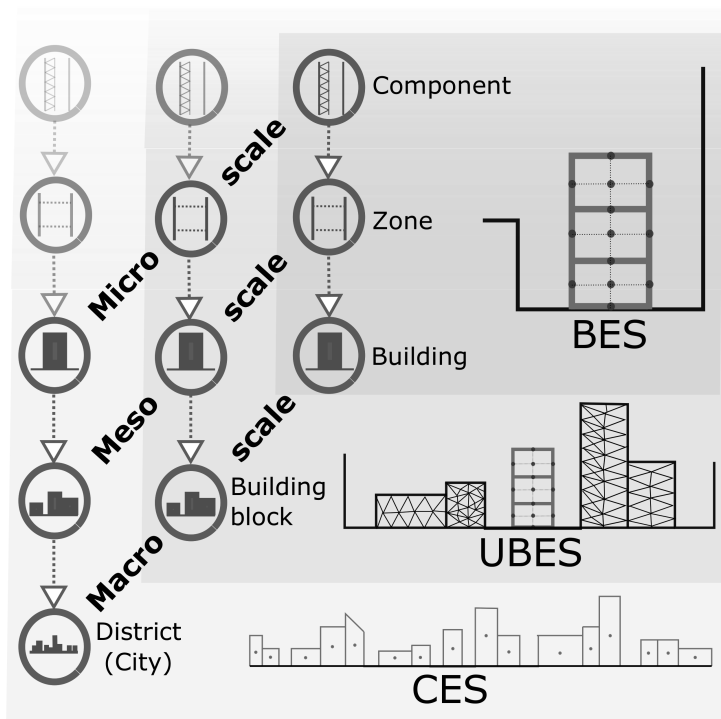 Component
Micro scale
Zone
BES
Meso scale
Building
Macro scale
Building
block
UBES
District
(City)
CES